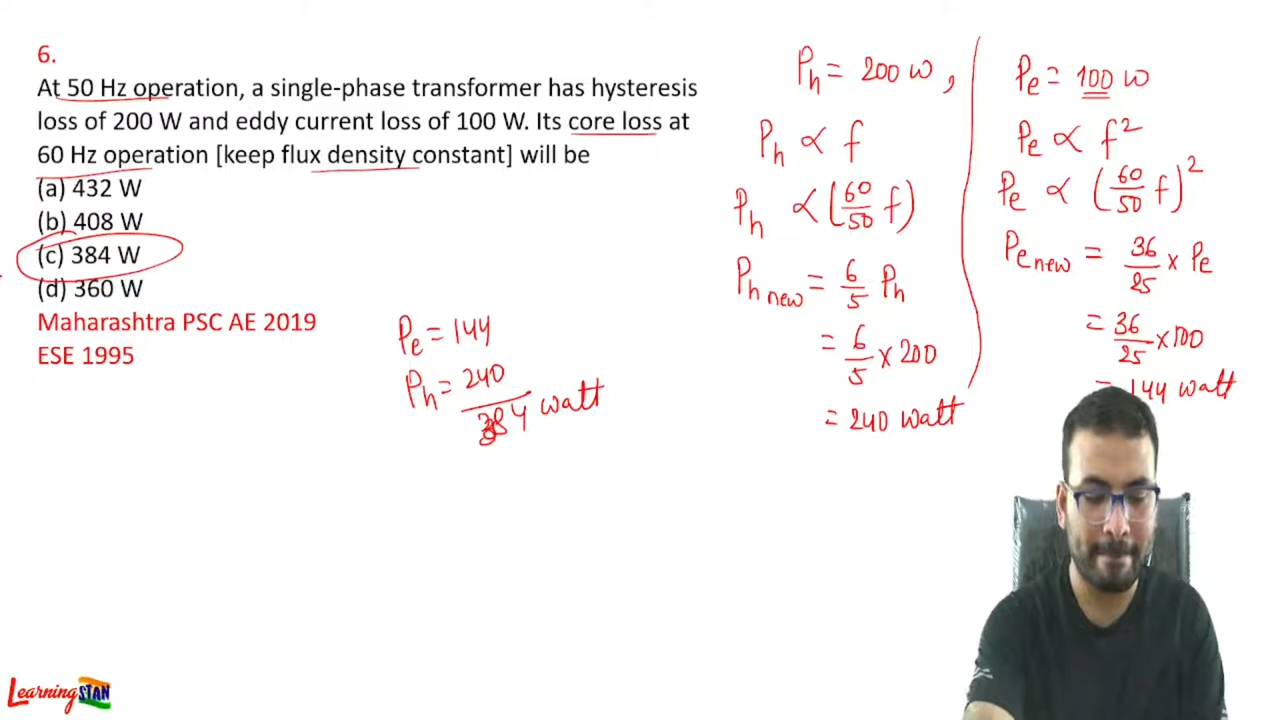 6.
At 50 Hz operation, a single-phase transformer has hysteresis
loss of 200 W and eddy current loss of 100 W. Its core loss at
60 Hz operation [keep flux density constant] will be
(a) 432 W
(b) 408 W
(c) 384 W
(d) 360 W
Maharashtra PSC AE 2019
ESE 1995
Pe = 144
Ph = 240
384 watt
Ph = 200 W,
Ph ∝ f
Ph ∝ (60/50 f)
Ph new = 6/5 Ph
= 6/5 × 200
= 240 watt
Pe = 100 W
Pe ∝ f²
Pe ∝ (60/50 f)²
Pe new = 36/25 × Pe
= 36/25 × 100
= 144 watt
Learning STAN